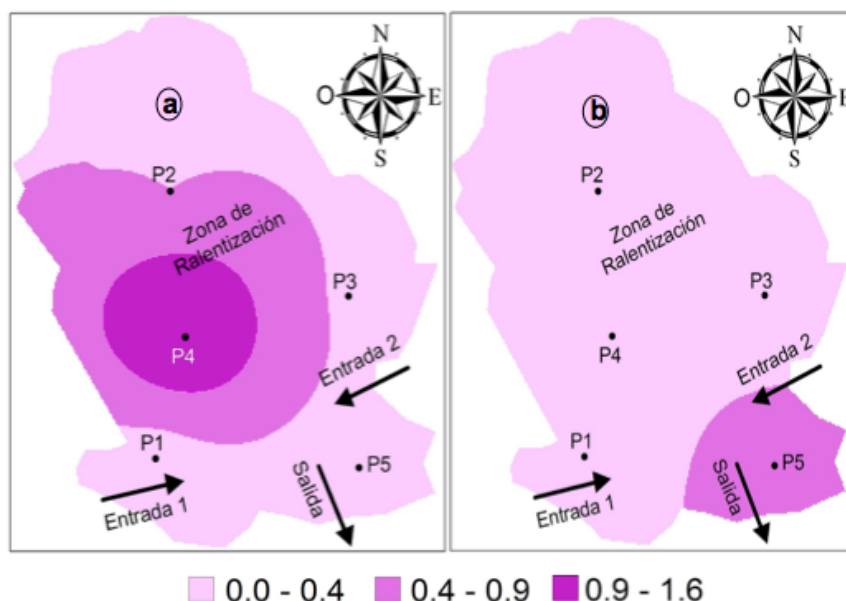 a
N
O
E
S
P2
Zona de
Ralentización
P3
P4
Entrada 2
P1
P5
Entrada 1
Salida
b
N
O
E
S
P2
Zona de
Ralentización
P3
P4
Entrada 2
P1
P5
Entrada 1
Salida
0.0 - 0.4 0.4 - 0.9 0.9 - 1.6